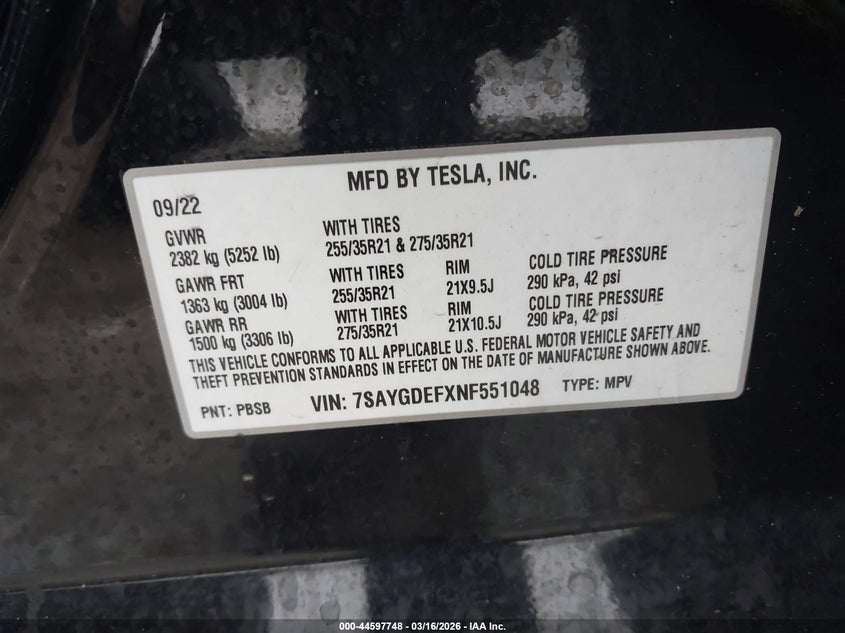 MFD BY TESLA, INC.
09/22
GVWR
2382 kg (5252 lb)
WITH TIRES
255/35R21 & 275/35R21
GAWR FRT
1363 kg (3004 lb)
WITH TIRES
255/35R21
RIM
21X9.5J
COLD TIRE PRESSURE
290 kPa, 42 psi
GAWR RR
1500 kg (3306 lb)
WITH TIRES
275/35R21
RIM
21X10.5J
COLD TIRE PRESSURE
290 kPa, 42 psi
THIS VEHICLE CONFORMS TO ALL APPLICABLE U.S. FEDERAL MOTOR VEHICLE SAFETY AND
THEFT PREVENTION STANDARDS IN EFFECT ON THE DATE OF MANUFACTURE SHOWN ABOVE.
PNT: PBSB VIN: 7SAYGDEFXNF551048 TYPE: MPV
000-44597748 - 03/16/2026 - IAA Inc.